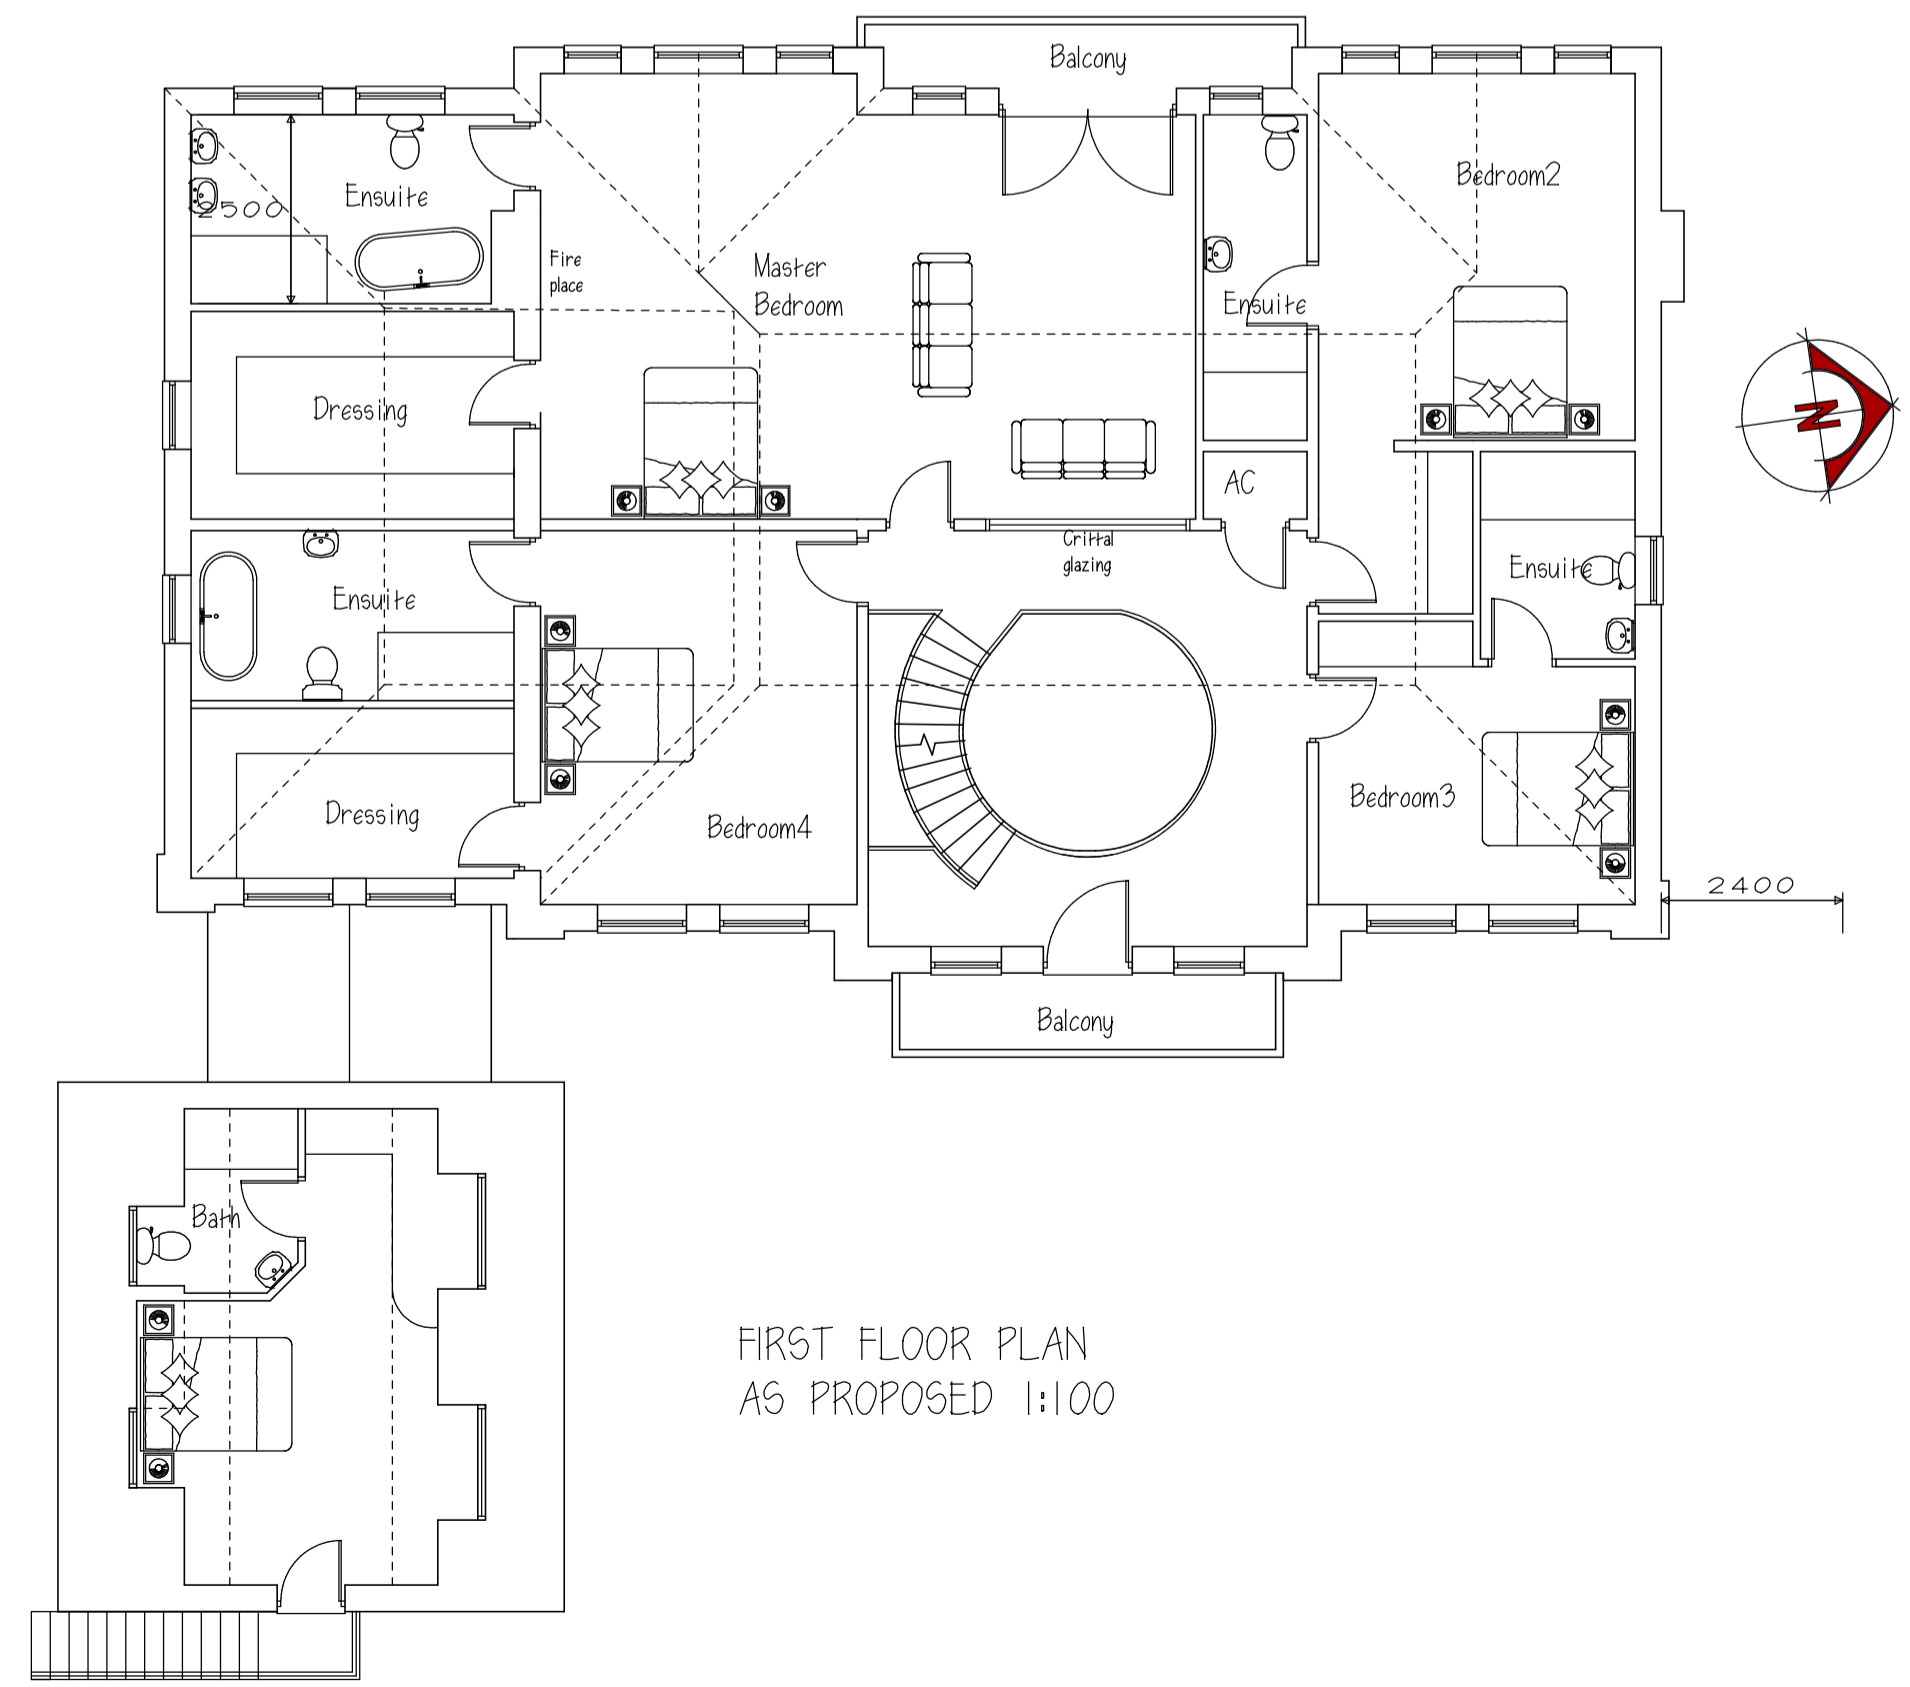 Balcony
Bedroom2
Ensuite
2500
Fire
place
Master
Bedroom
Ensuite
Dressing
N
AC
Crittal
glazing
Ensuite
Ensuite
Bedroom3
Dressing
Bedroom4
2400
Balcony
Bath
FIRST FLOOR PLAN
AS PROPOSED 1:100